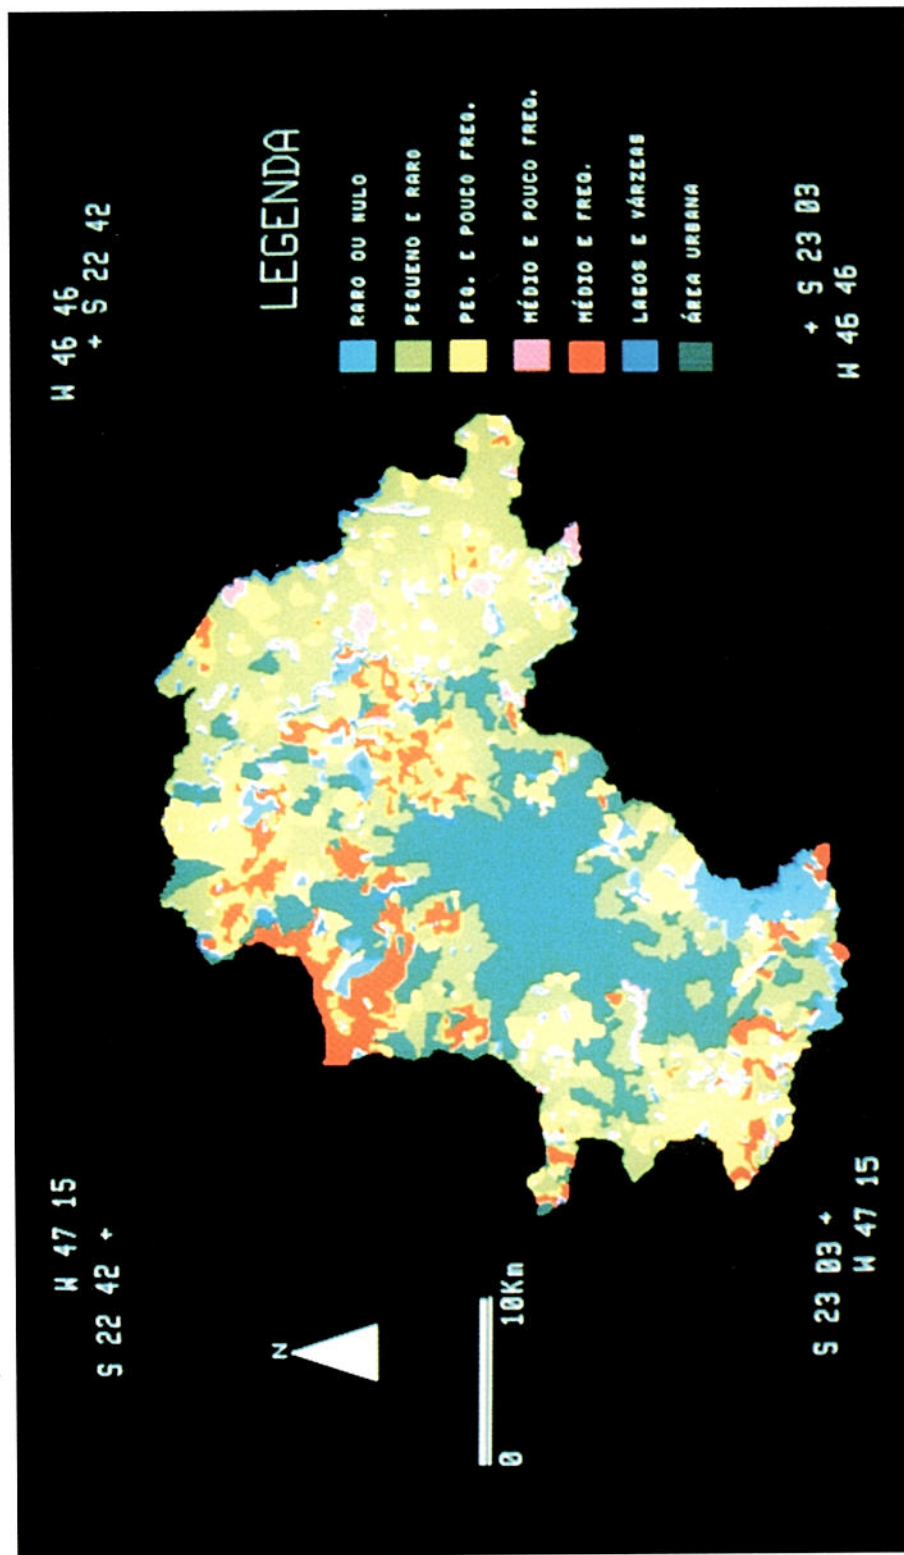 W 47 15
S 22 42 +
W 46 46
+ S 22 42
LEGENDA
RARO OU NULO
PEQUENO E RARO
PEQ. E POUCO FREQ.
MÉDIO E POUCO FREQ.
MÉDIO E FREQ.
LAGOS E VÁRZEAS
ÁREA URBANA
N
0 10Km
S 23 03 +
W 47 15
+ S 23 03
W 46 46